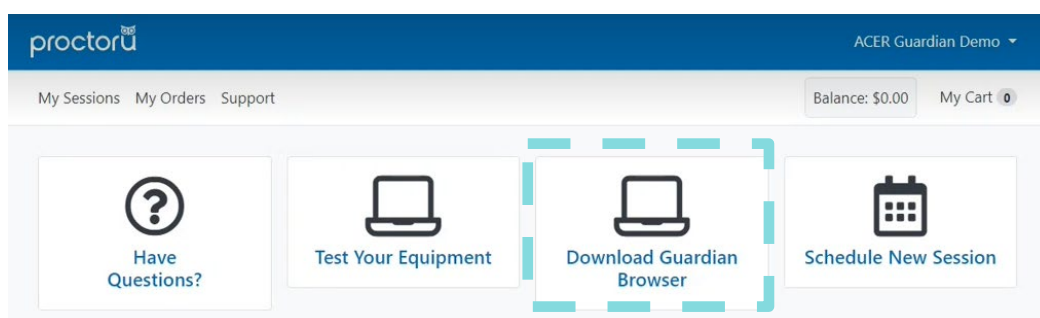 proctorü
ACER Guardian Demo
My Sessions My Orders Support
Balance: $0.00 My Cart 0
Have
Questions?
Test Your Equipment
Download Guardian
Browser
Schedule New Session